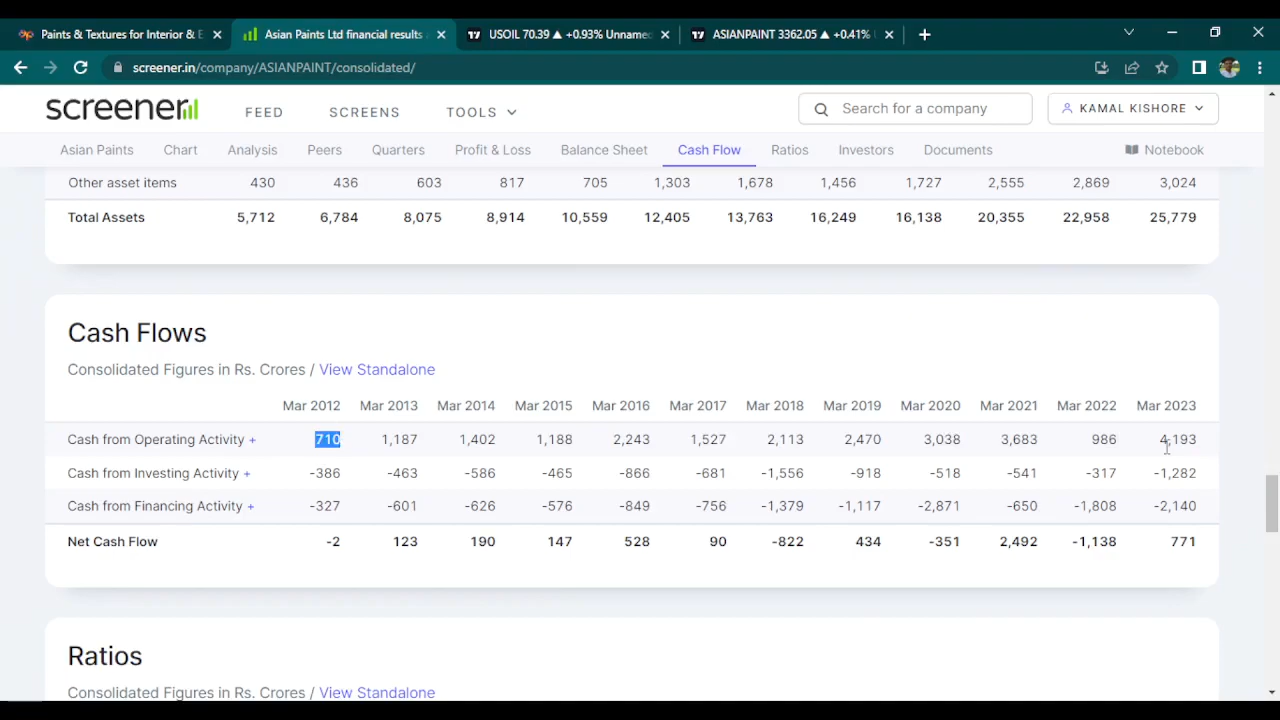 Paints & Textures for Interior & E
Asian Paints Ltd financial results
USOIL 70.39 ▲ +0.93% Unname
ASIANPAINT 3362.05 ▲ +0.41%
screener.in/company/ASIANPAINT/consolidated/
screener FEED SCREENS TOOLS Search for a company KAMAL KISHORE
Asian Paints Chart Analysis Peers Quarters Profit & Loss Balance Sheet Cash Flow Ratios Investors Documents Notebook
Other asset items 430 436 603 817 705 1,303 1,678 1,456 1,727 2,555 2,869 3,024
Total Assets 5,712 6,784 8,075 8,914 10,559 12,405 13,763 16,249 16,138 20,355 22,958 25,779
Cash Flows
Consolidated Figures in Rs. Crores / View Standalone
Mar 2012 Mar 2013 Mar 2014 Mar 2015 Mar 2016 Mar 2017 Mar 2018 Mar 2019 Mar 2020 Mar 2021 Mar 2022 Mar 2023
Cash from Operating Activity + 710 1,187 1,402 1,188 2,243 1,527 2,113 2,470 3,038 3,683 986 4,193
Cash from Investing Activity + -386 -463 -586 -465 -866 -681 -1,556 -918 -518 -541 -317 -1,282
Cash from Financing Activity + -327 -601 -626 -576 -849 -756 -1,379 -1,117 -2,871 -650 -1,808 -2,140
Net Cash Flow -2 123 190 147 528 90 -822 434 -351 2,492 -1,138 771
Ratios
Consolidated Figures in Rs. Crores / View Standalone